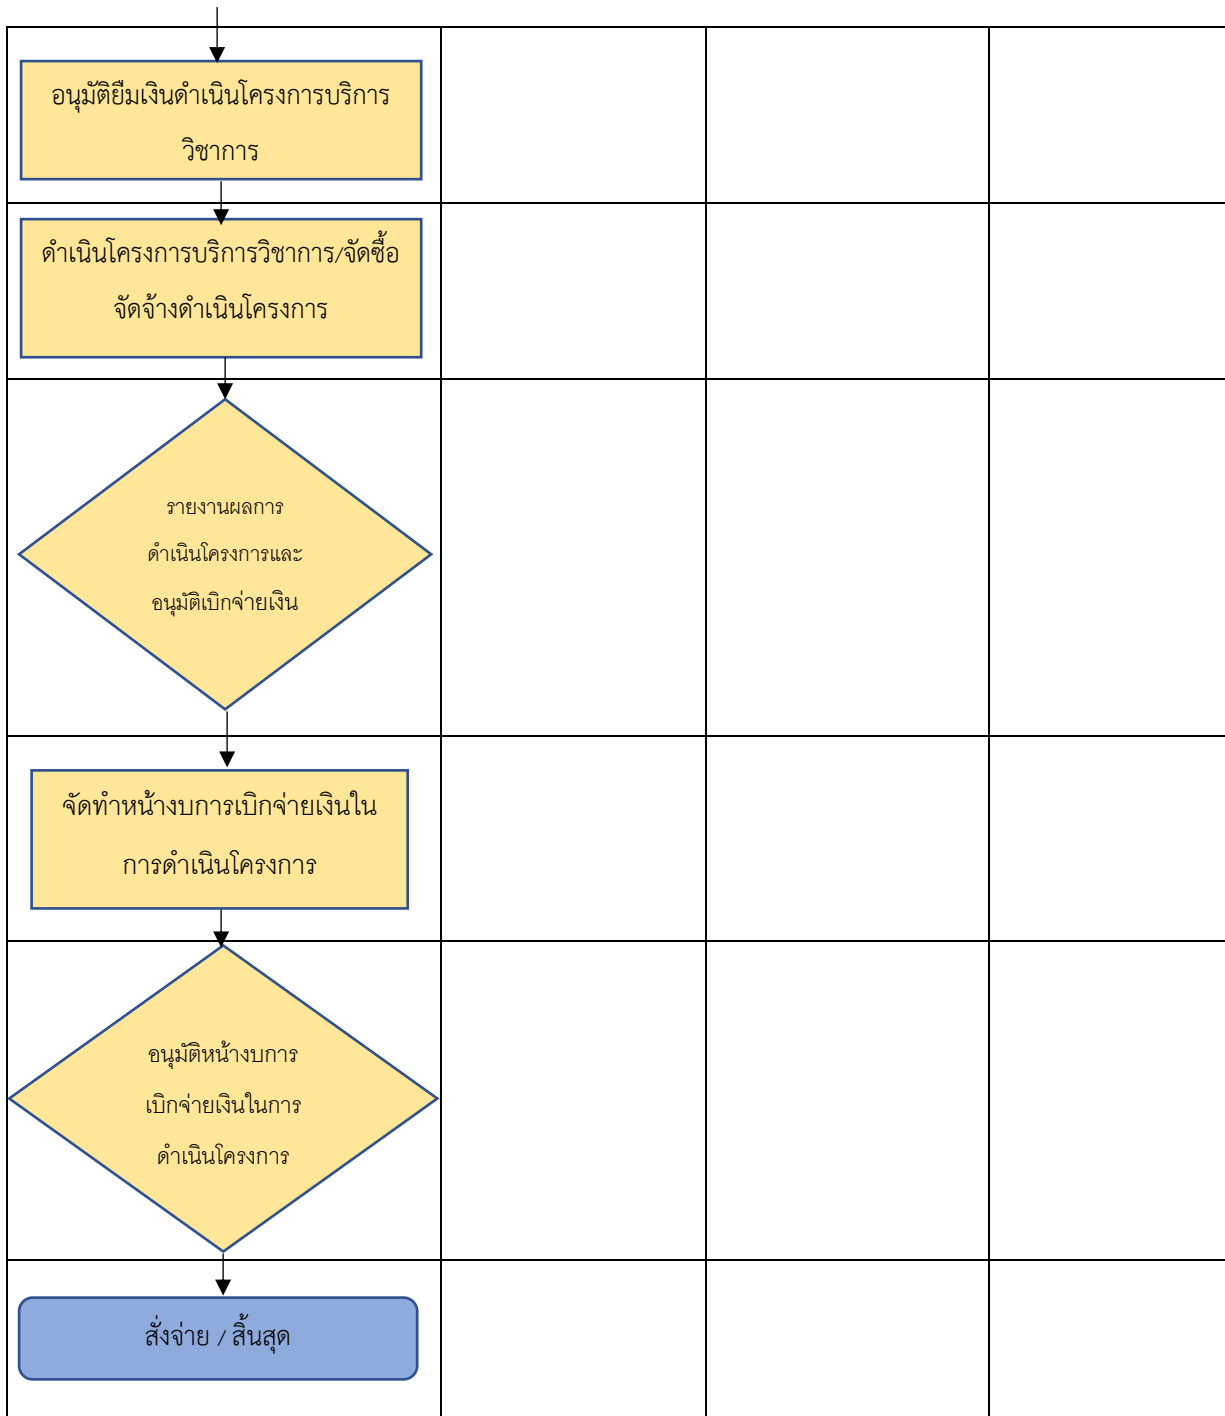 อนุมัติยืมเงินดำเนินโครงการบริการ
วิชาการ
ดำเนินโครงการบริการวิชาการ/จัดซื้อ
จัดจ้างดำเนินโครงการ
รายงานผลการ
ดำเนินโครงการและ
อนุมัติเบิกจ่ายเงิน
จัดทำหน้างบการเบิกจ่ายเงินใน
การดำเนินโครงการ
อนุมัติหน้างบการ
เบิกจ่ายเงินในการ
ดำเนินโครงการ
สั่งจ่าย / สิ้นสุด